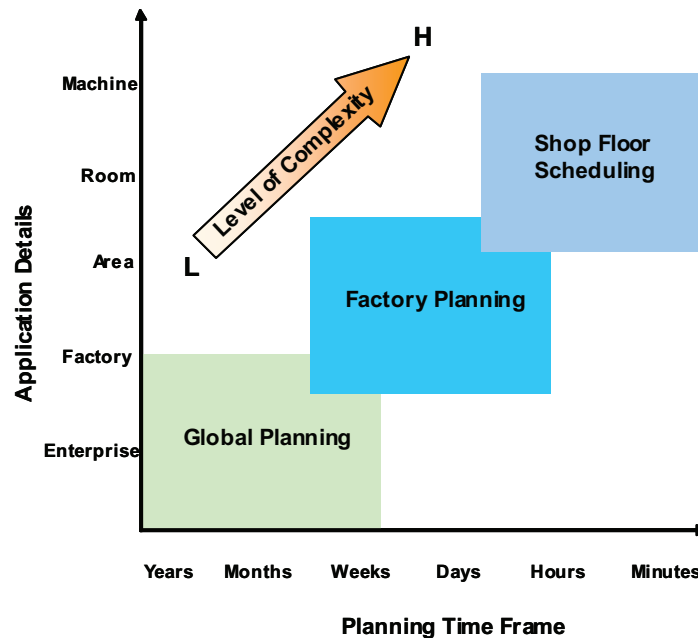 H
Machine
Level of Complexity
Shop Floor
Scheduling
Room
Area
L
Factory Planning
Factory
Global Planning
Enterprise
Application Details
Years Months Weeks Days Hours Minutes
Planning Time Frame